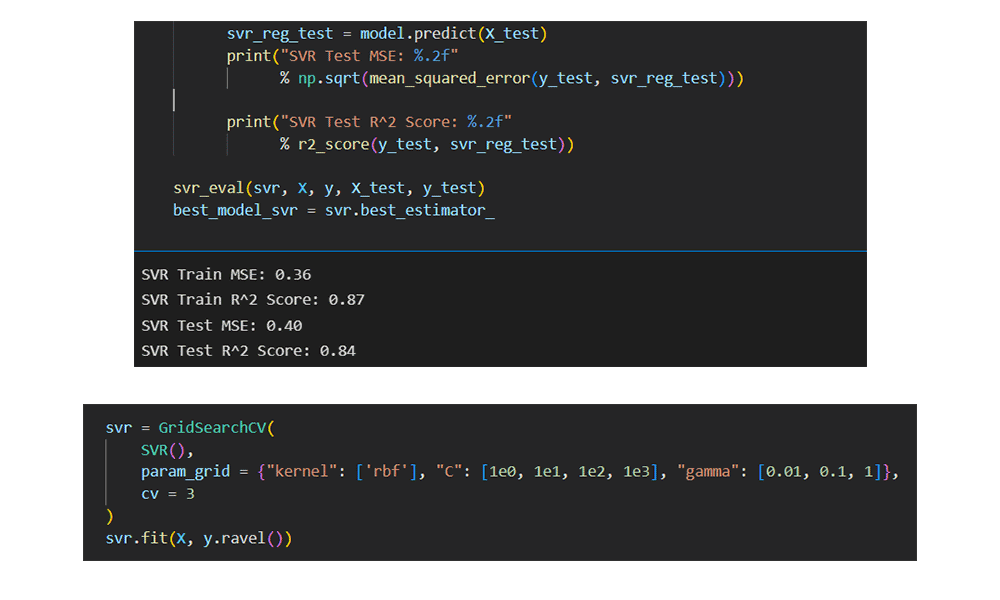 svr_reg_test = model.predict(X_test)
print("SVR Test MSE: %.2f"
% np.sqrt(mean_squared_error(y_test, svr_reg_test)))
print("SVR Test R^2 Score: %.2f"
% r2_score(y_test, svr_reg_test))
svr_eval(svr, X, y, X_test, y_test)
best_model_svr = svr.best_estimator_
SVR Train MSE: 0.36
SVR Train R^2 Score: 0.87
SVR Test MSE: 0.40
SVR Test R^2 Score: 0.84
svr = GridSearchCV(
SVR(),
param_grid = {"kernel": ['rbf'], "C": [1e0, 1e1, 1e2, 1e3], "gamma": [0.01, 0.1, 1]},
cv = 3
)
svr.fit(X, y.ravel())